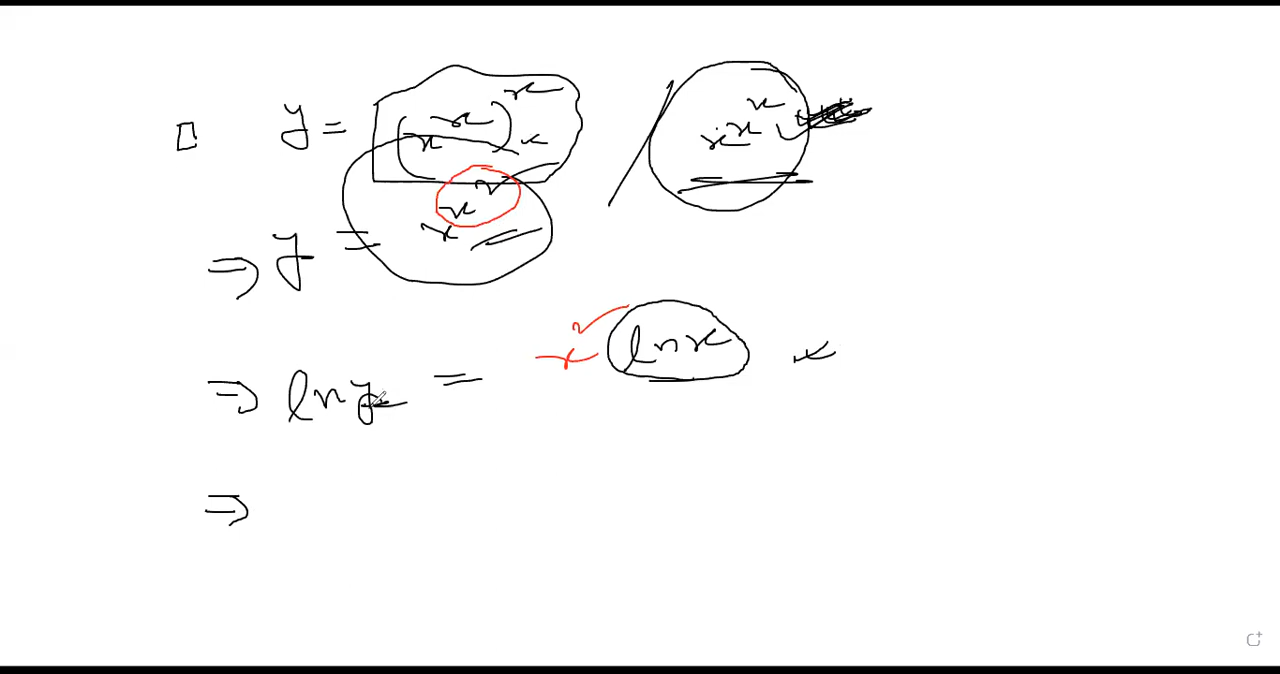 □ y = (x^x)^x x^x^x
⇒ y = x^x^x
⇒ ln y = x^x ln x
⇒